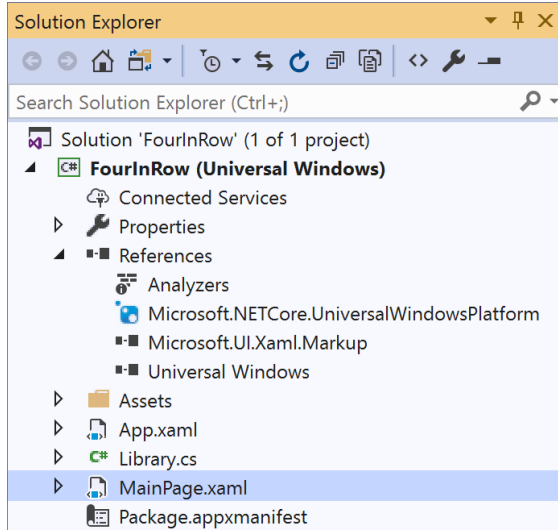 Solution Explorer
Search Solution Explorer (Ctrl+;)
Solution 'FourInRow' (1 of 1 project)
C# FourInRow (Universal Windows)
Connected Services
Properties
References
Analyzers
Microsoft.NETCore.UniversalWindowsPlatform
Microsoft.UI.Xaml.Markup
Universal Windows
Assets
App.xaml
C# Library.cs
MainPage.xaml
Package.appxmanifest